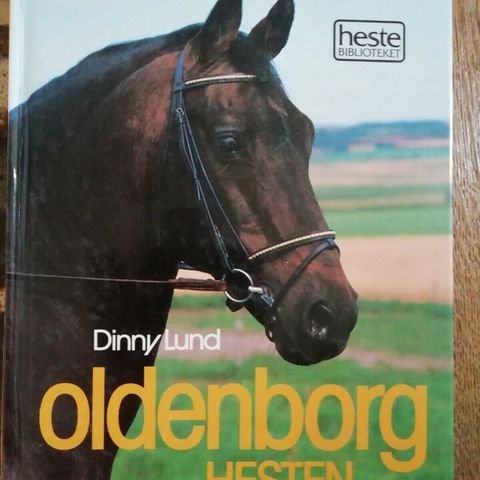 heste
BIBLIOTEKET
Dinny Lund
oldenborg
HESTEN